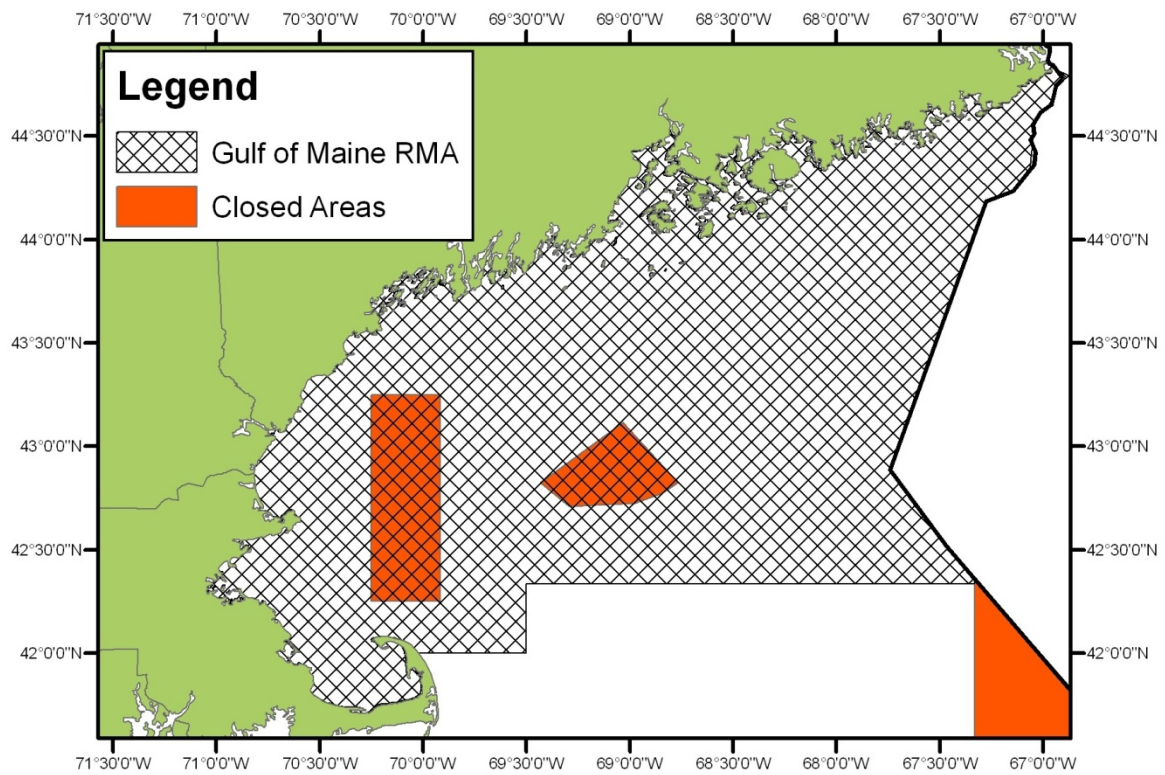 71°30'0"W 71°0'0"W 70°30'0"W 70°0'0"W 69°30'0"W 69°0'0"W 68°30'0"W 68°0'0"W 67°30'0"W 67°0'0"W
Legend
Gulf of Maine RMA
Closed Areas
44°30'0"N 44°30'0"N
44°0'0"N 44°0'0"N
43°30'0"N 43°30'0"N
43°0'0"N 43°0'0"N
42°30'0"N 42°30'0"N
42°0'0"N 42°0'0"N
71°30'0"W 71°0'0"W 70°30'0"W 70°0'0"W 69°30'0"W 69°0'0"W 68°30'0"W 68°0'0"W 67°30'0"W 67°0'0"W